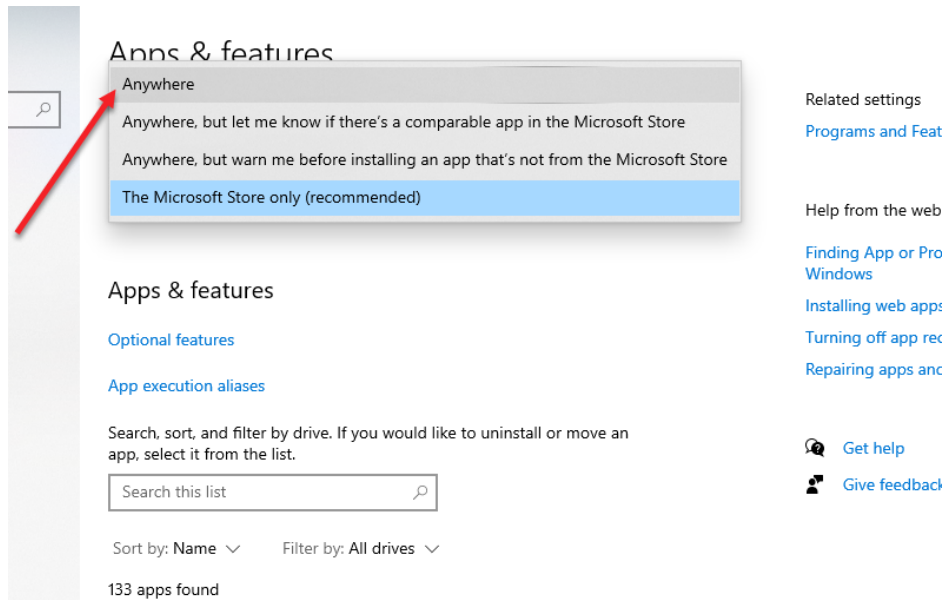 Apps & features
Anywhere
Anywhere, but let me know if there's a comparable app in the Microsoft Store
Anywhere, but warn me before installing an app that's not from the Microsoft Store
The Microsoft Store only (recommended)
Apps & features
Optional features
App execution aliases
Search, sort, and filter by drive. If you would like to uninstall or move an
app, select it from the list.
Search this list
Sort by: Name
Filter by: All drives
133 apps found
Related settings
Programs and Feat
Help from the web
Finding App or Pro
Windows
Installing web apps
Turning off app rec
Repairing apps and
Get help
Give feedback